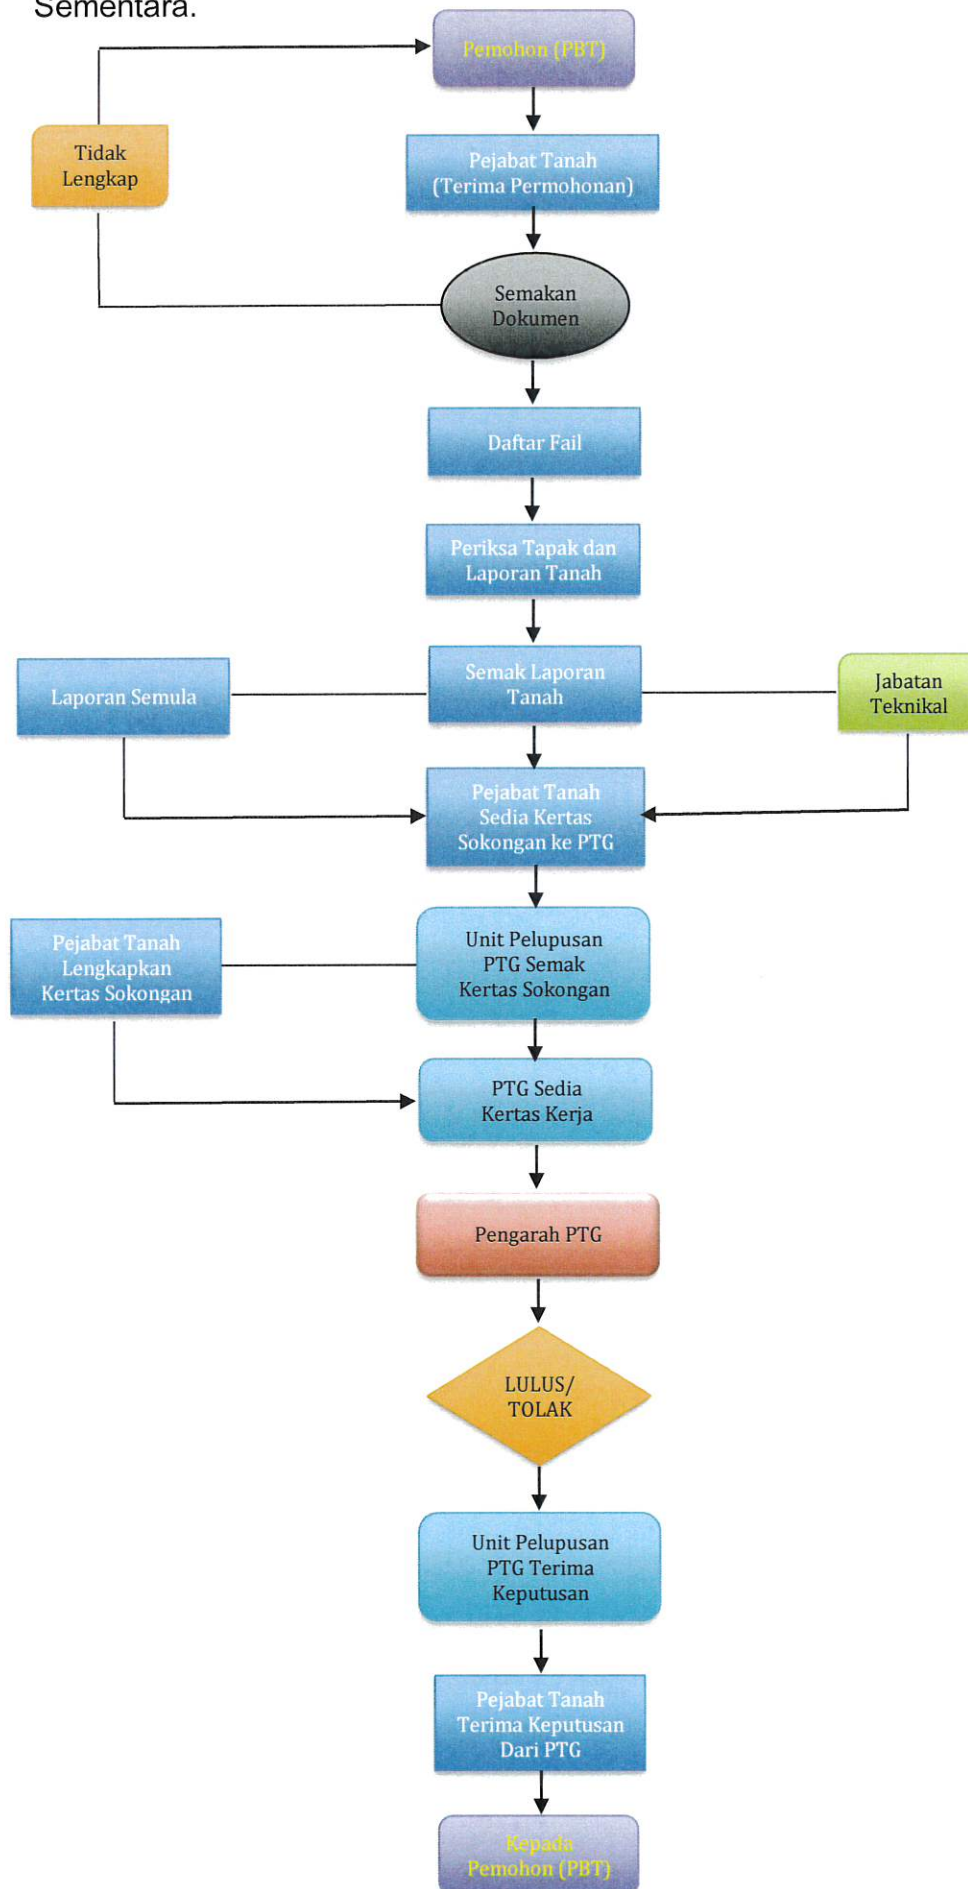 Sementara.
Pemohon (PBT)
Tidak
Lengkap
Pejabat Tanah
(Terima Permohonan)
Semakan
Dokumen
Daftar Fail
Periksa Tapak dan
Laporan Tanah
Laporan Semula
Semak Laporan
Tanah
Jabatan
Teknikal
Pejabat Tanah
Sedia Kertas
Sokongan ke PTG
Pejabat Tanah
Lengkapkan
Kertas Sokongan
Unit Pelupusan
PTG Semak
Kertas Sokongan
PTG Sedia
Kertas Kerja
Pengarah PTG
LULUS/
TOLAK
Unit Pelupusan
PTG Terima
Keputusan
Pejabat Tanah
Terima Keputusan
Dari PTG
Kepada
Pemohon (PBT)